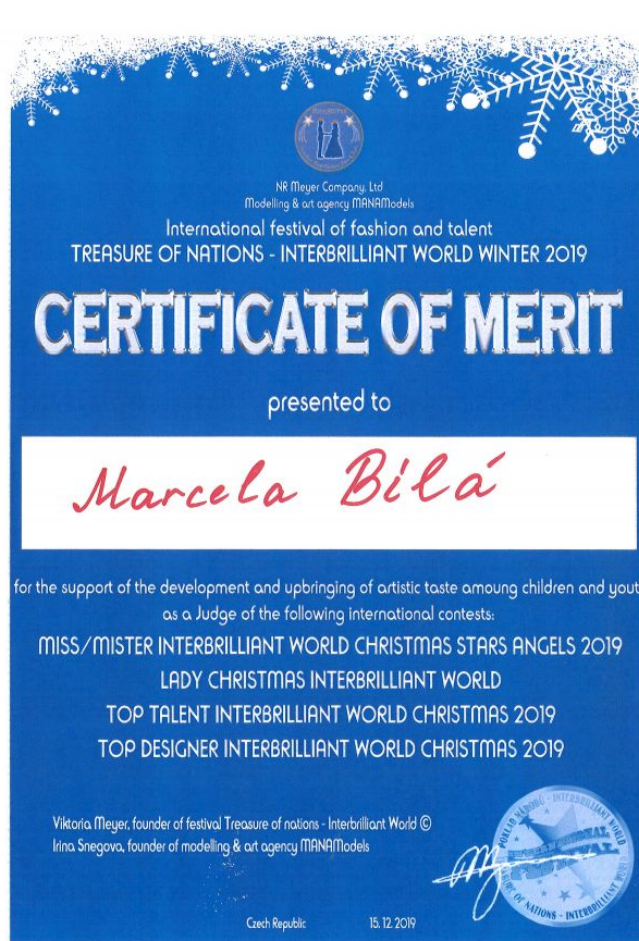 NR Meyer Company, Ltd
Modelling & art agency MANAModels
International festival of fashion and talent
TREASURE OF NATIONS - INTERBRILLIANT WORLD WINTER 2019
CERTIFICATE OF MERIT
presented to
Marcela Bílá
for the support of the development and upbringing of artistic taste amoung children and yout
as a Judge of the following international contests:
MISS/MISTER INTERBRILLIANT WORLD CHRISTMAS STARS ANGELS 2019
LADY CHRISTMAS INTERBRILLIANT WORLD
TOP TALENT INTERBRILLIANT WORLD CHRISTMAS 2019
TOP DESIGNER INTERBRILLIANT WORLD CHRISTMAS 2019
Viktoria Meyer, founder of festival Treasure of nations - Interbrilliant World ©
Irina Snegova, founder of modelling & art agency MANAModels
INTERNATIONAL
FESTIVAL
Czech Republic 15. 12. 2019